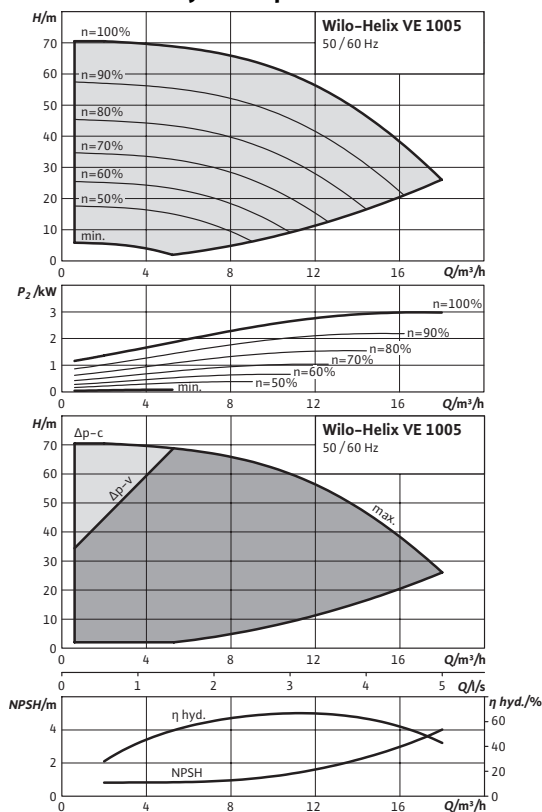 H/m
Wilo-Helix VE 1005
50 / 60 Hz
n=100%
70
60
n=90%
50
n=80%
40
n=70%
30
n=60%
20
n=50%
10
min.
0
0 4 8 12 16 Q/m³/h
P₂/kW
n=100%
3
n=90%
2
n=80%
n=70%
1
n=60%
n=50%
min.
0
0 4 8 12 16 Q/m³/h
H/m
Δp-c
Wilo-Helix VE 1005
50 / 60 Hz
70
60
Δp-v
max.
50
40
30
20
10
0
0 4 8 12 16 Q/m³/h
0 1 2 3 4 5 Q/l/s
NPSH/m
η hyd./%
η hyd.
60
4
40
2
NPSH
20
0
0
0 4 8 12 16 Q/m³/h